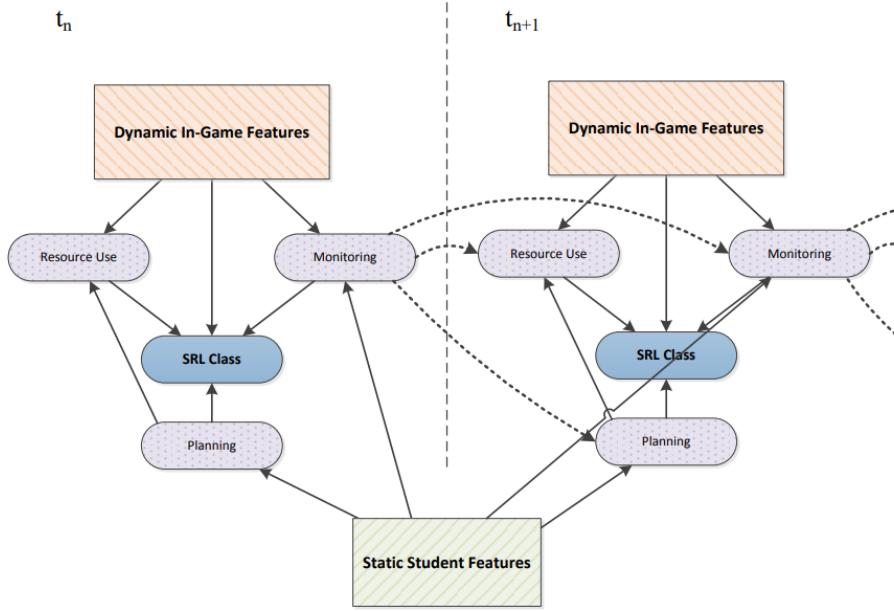 tn
tn+1
Dynamic In-Game Features
Dynamic In-Game Features
Resource Use
Monitoring
Resource Use
Monitoring
SRL Class
SRL Class
Planning
Planning
Static Student Features